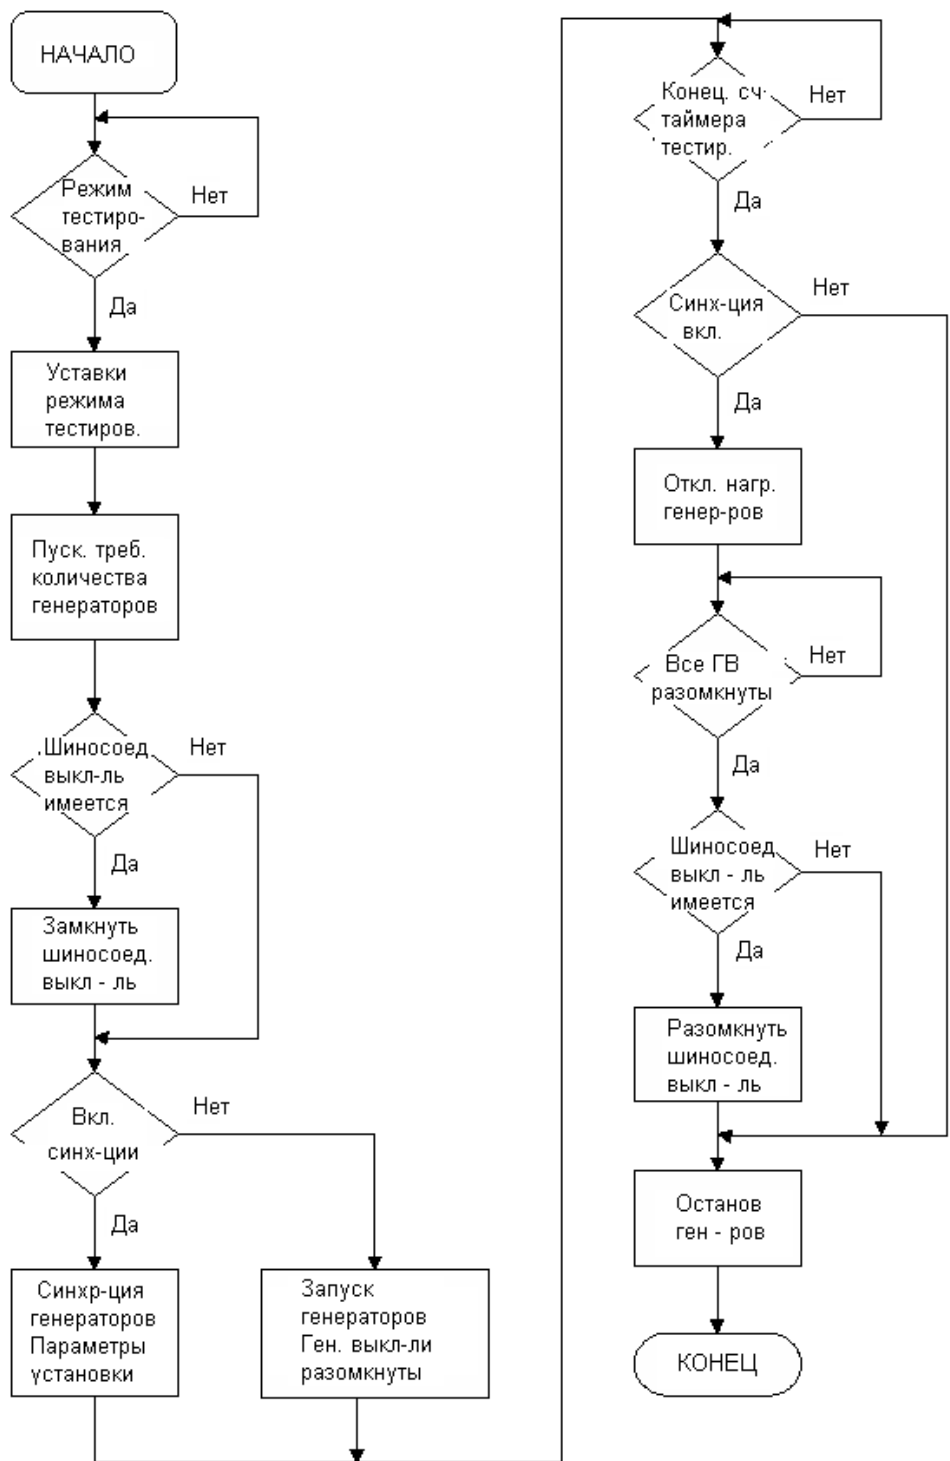 НАЧАЛО
Режим
тестиро-
вания
Нет
Да
Уставки
режима
тестиров.
Пуск. треб.
количества
генераторов
Шиносоед
выкл-ль
имеется
Нет
Да
Замкнуть
шиносоед.
выкл - ль
Вкл.
синх-ции
Нет
Да
Синхр-ция
генераторов
Параметры
установки
Запуск
генераторов
Ген. выкл-ли
разомкнуты
Конец. сч
таймера
тестир.
Нет
Да
Синх-ция
вкл.
Нет
Да
Откл. нагр.
генер-ров
Все ГВ
разомкнуты
Нет
Да
Шиносоед
выкл - ль
имеется
Нет
Да
Разомкнуть
шиносоед.
выкл - ль
Останов
ген - ров
КОНЕЦ